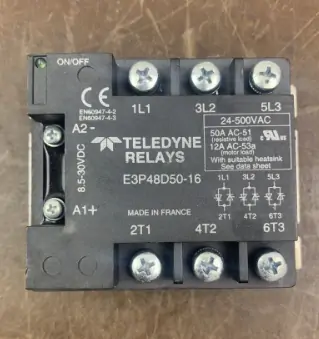 ON/OFF
CE
EN60947-4-2
EN60947-4-3
1L1 3L2 5L3
A2 -
8.5-30VDC
A1+
TELEDYNE
RELAYS
E3P48D50-16
MADE IN FRANCE
24-500VAC
50A AC-51
(resistive load)
12A AC-53a
(motor load)
With suitable heatsink
See data sheet
1L1 3L2 5L3
2T1 4T2 6T3
2T1 4T2 6T3